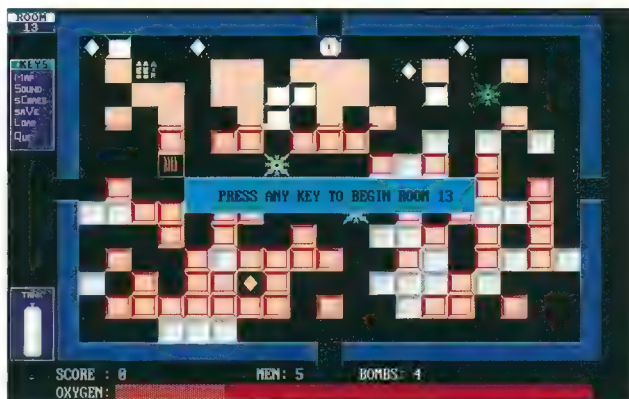 ROOM
13
KEYS
Map
Sound
sCores
saVe
Load
Quit
PRESS ANY KEY TO BEGIN ROOM 13
TANK
SCORE : 0 MEN: 5 BOMBS: 4
OXYGEN: